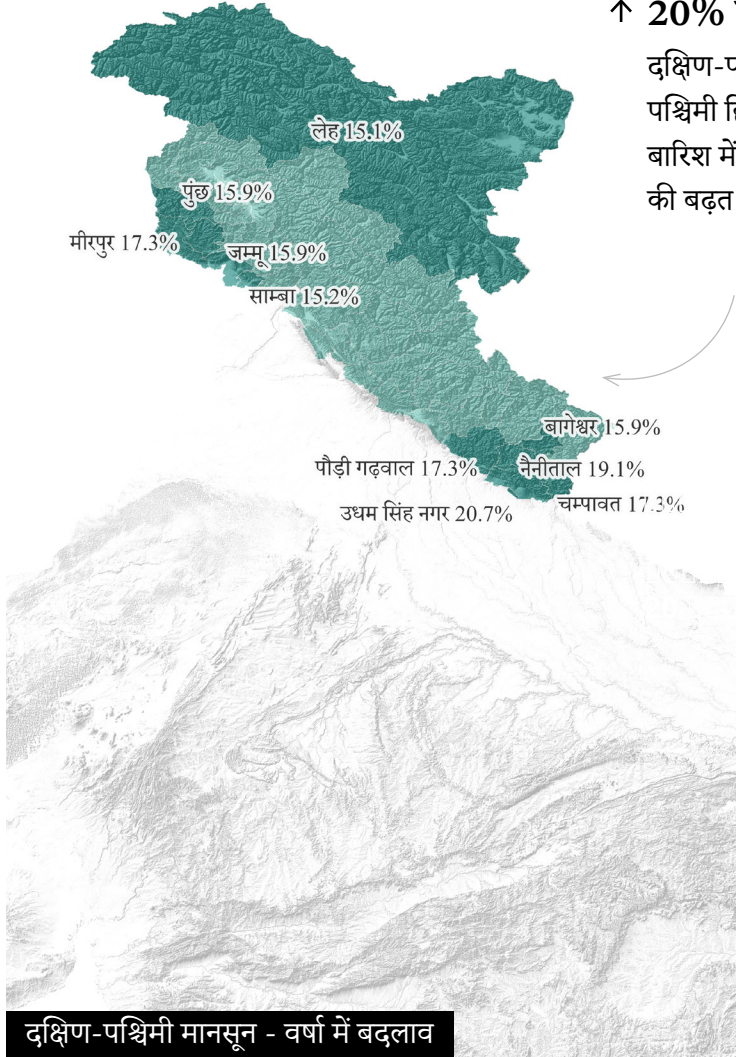 ↑ 20%
दक्षिण-
पश्चिमी
बारिश में
की बढ़त
लेह 15.1%
पुंछ 15.9%
मीरपुर 17.3%
जम्मू 15.9%
साम्बा 15.2%
बागेश्वर 15.9%
पौड़ी गढ़वाल 17.3%
नैनीताल 19.1%
चम्पावत 17.3%
उधम सिंह नगर 20.7%
दक्षिण-पश्चिमी मानसून - वर्षा में बदलाव